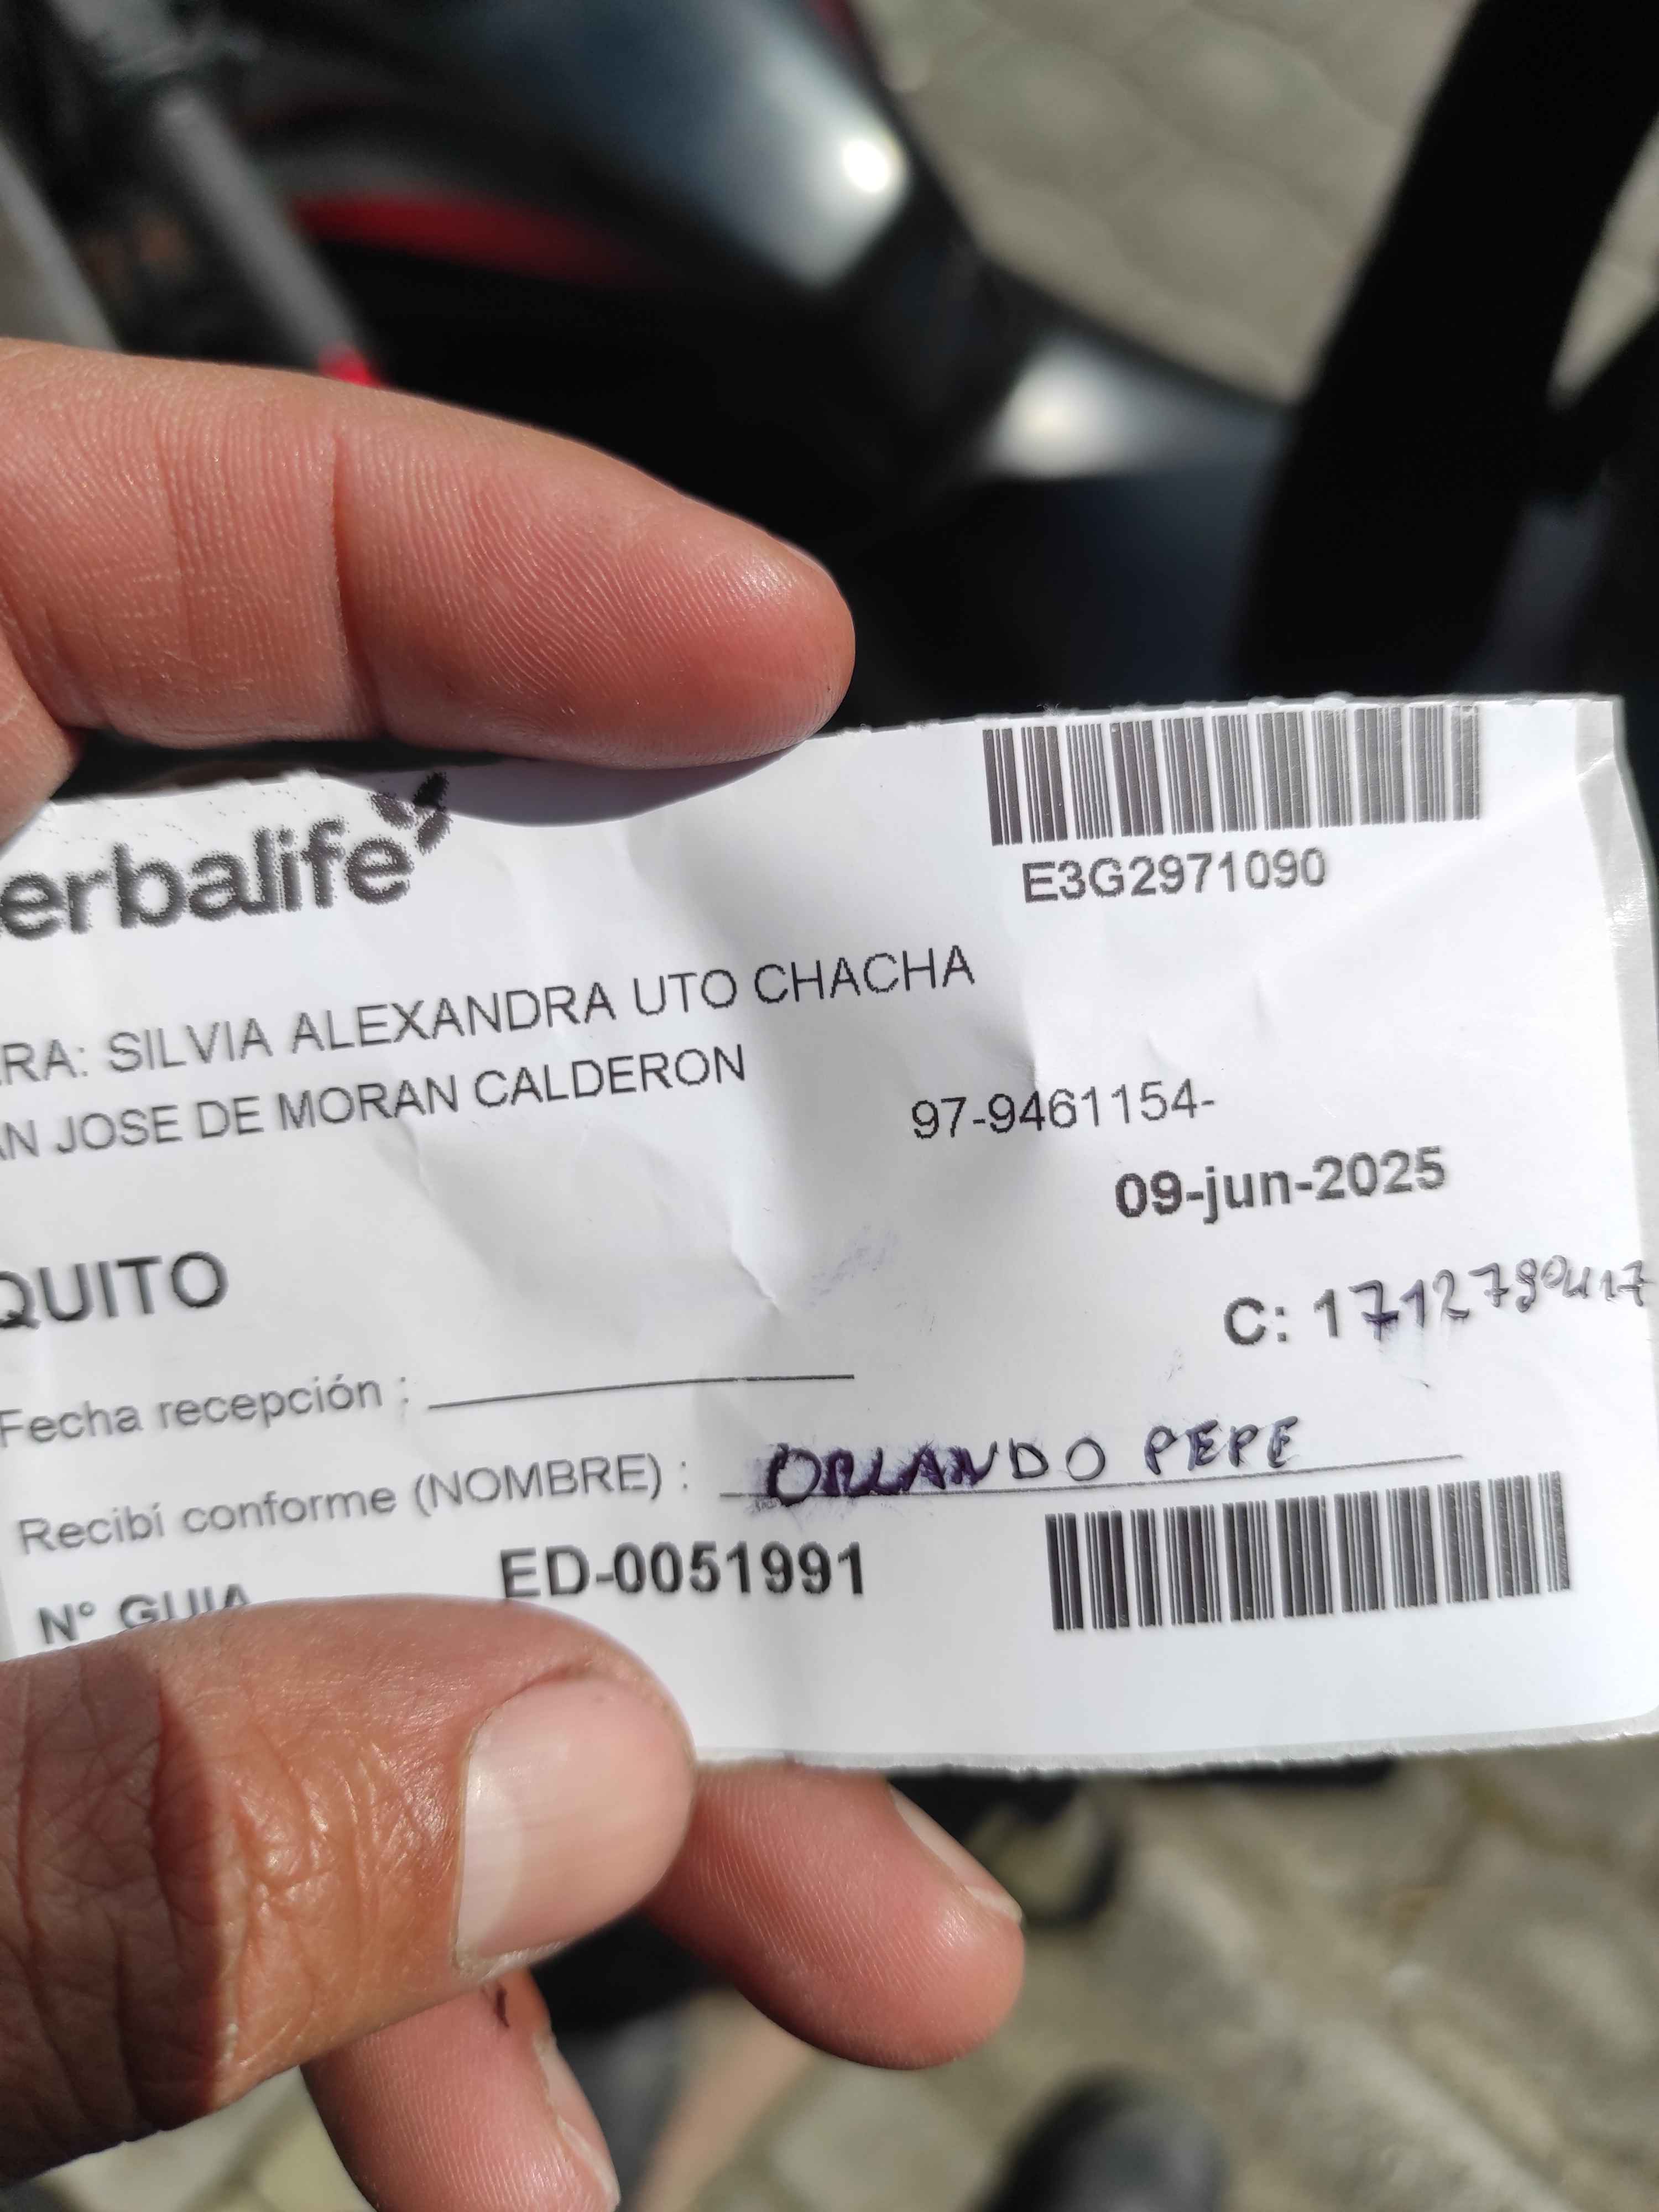 erbalife
E3G2971090
RA: SILVIA ALEXANDRA UTO CHACHA
AN JOSE DE MORAN CALDERON
97-9461154-
09-jun-2025
QUITO
C: 1712790417
Fecha recepción :
Recibí conforme (NOMBRE) : ORLANDO PEPE
N° GUIA ED-0051991